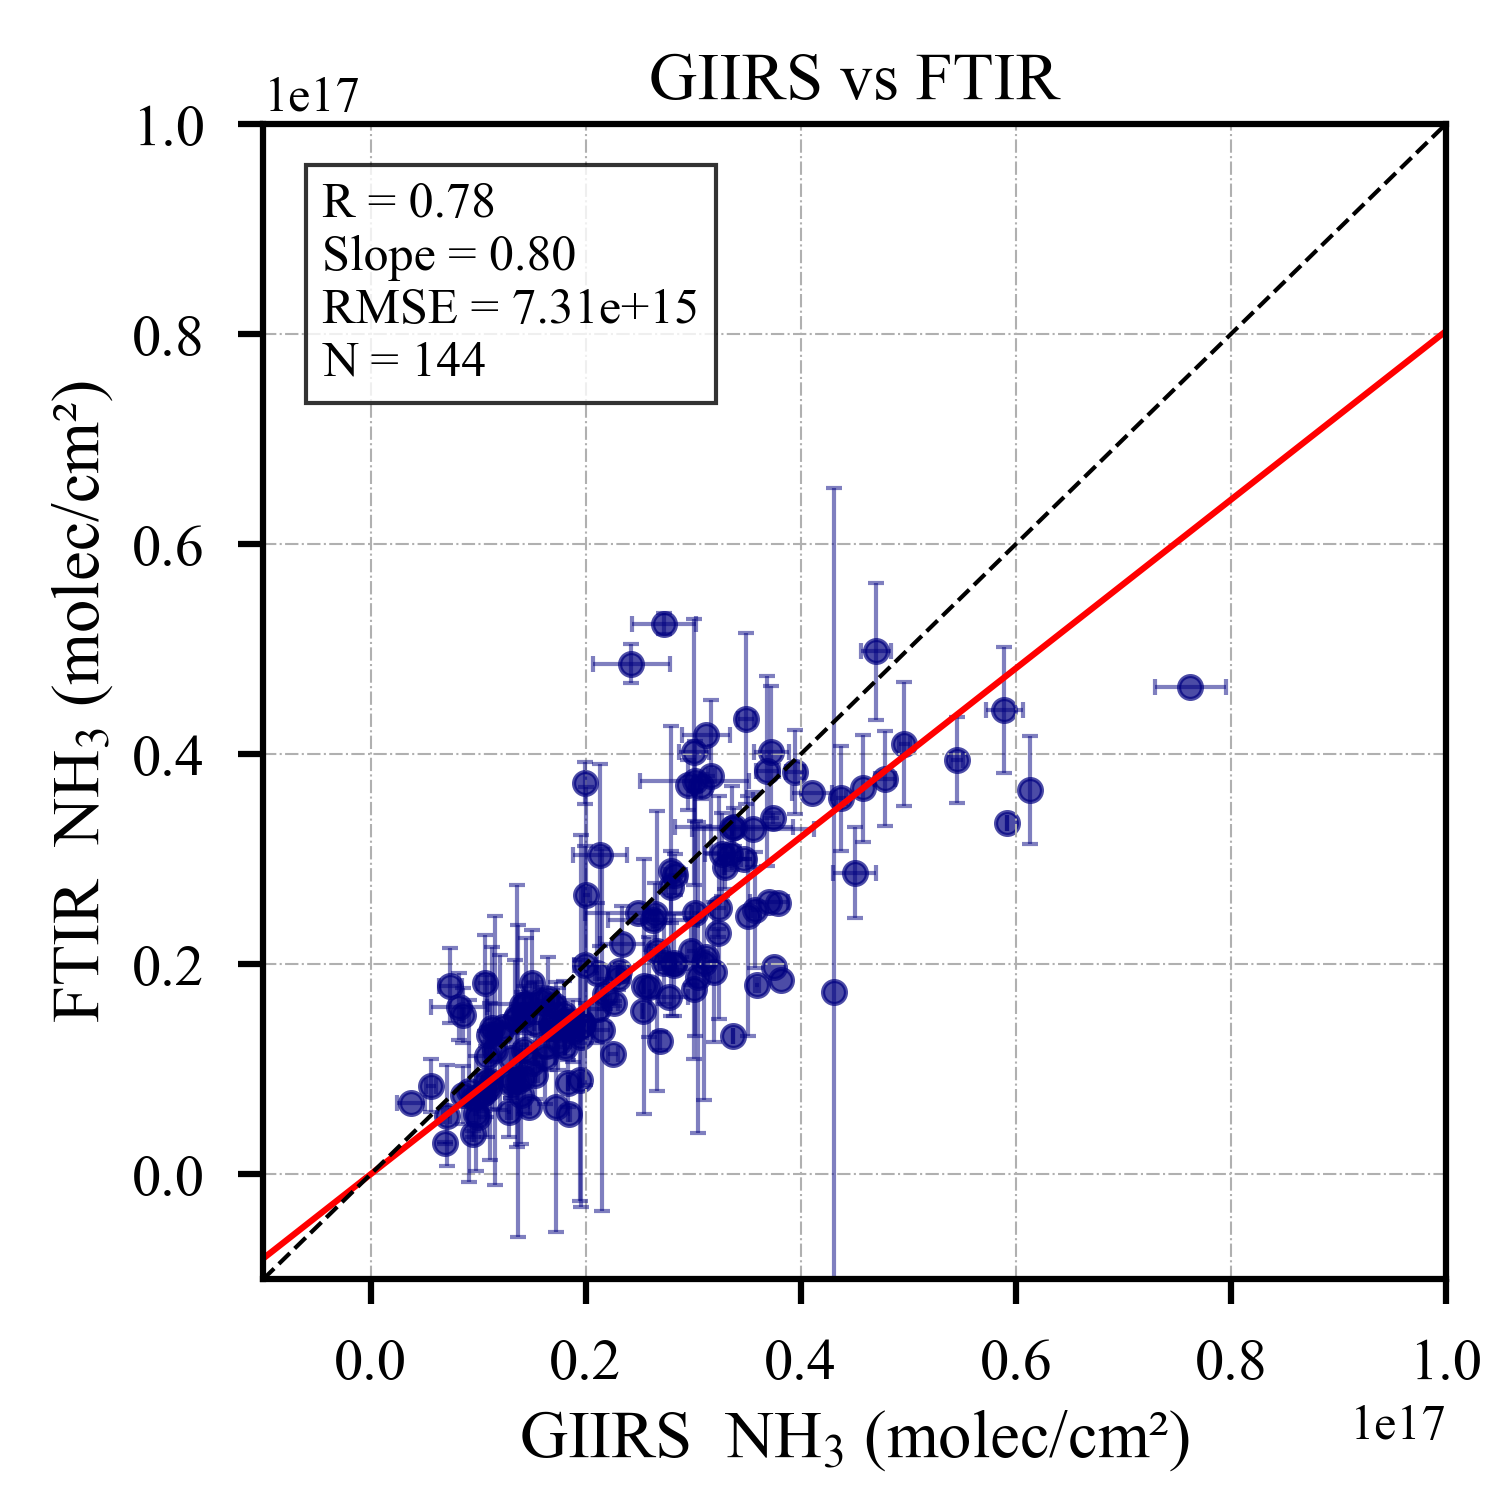 GIIRS vs FTIR
1e17
R = 0.78
Slope = 0.80
RMSE = 7.31e+15
N = 144
1.0
0.8
0.6
0.4
0.2
0.0
FTIR NH₃ (molec/cm²)
0.0 0.2 0.4 0.6 0.8 1.0
1e17
GIIRS NH₃ (molec/cm²)